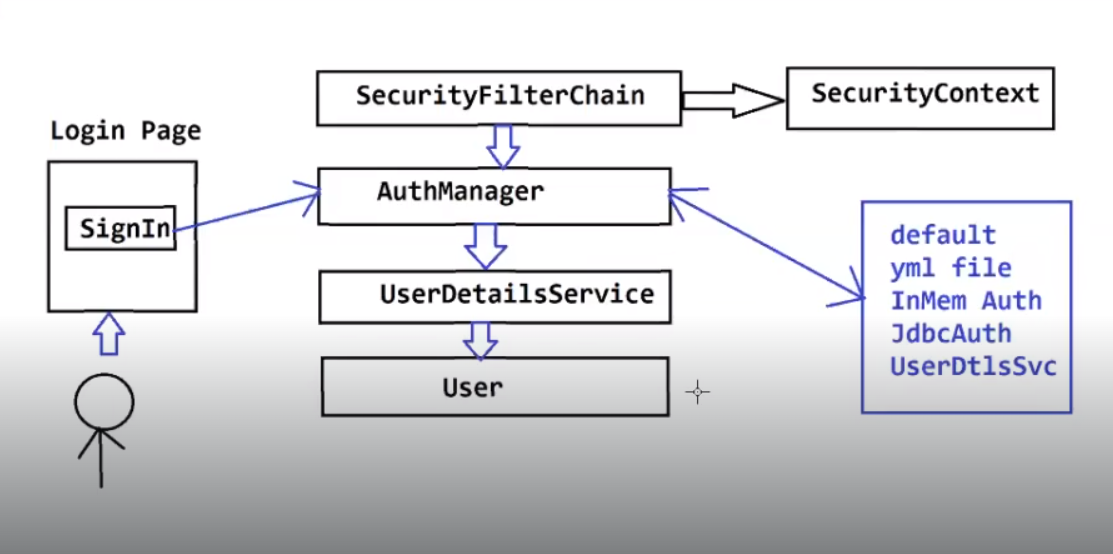 SecurityFilterChain
SecurityContext
Login Page
AuthManager
SignIn
default
yml file
InMem Auth
JdbcAuth
UserDtlsSvc
UserDetailsService
User